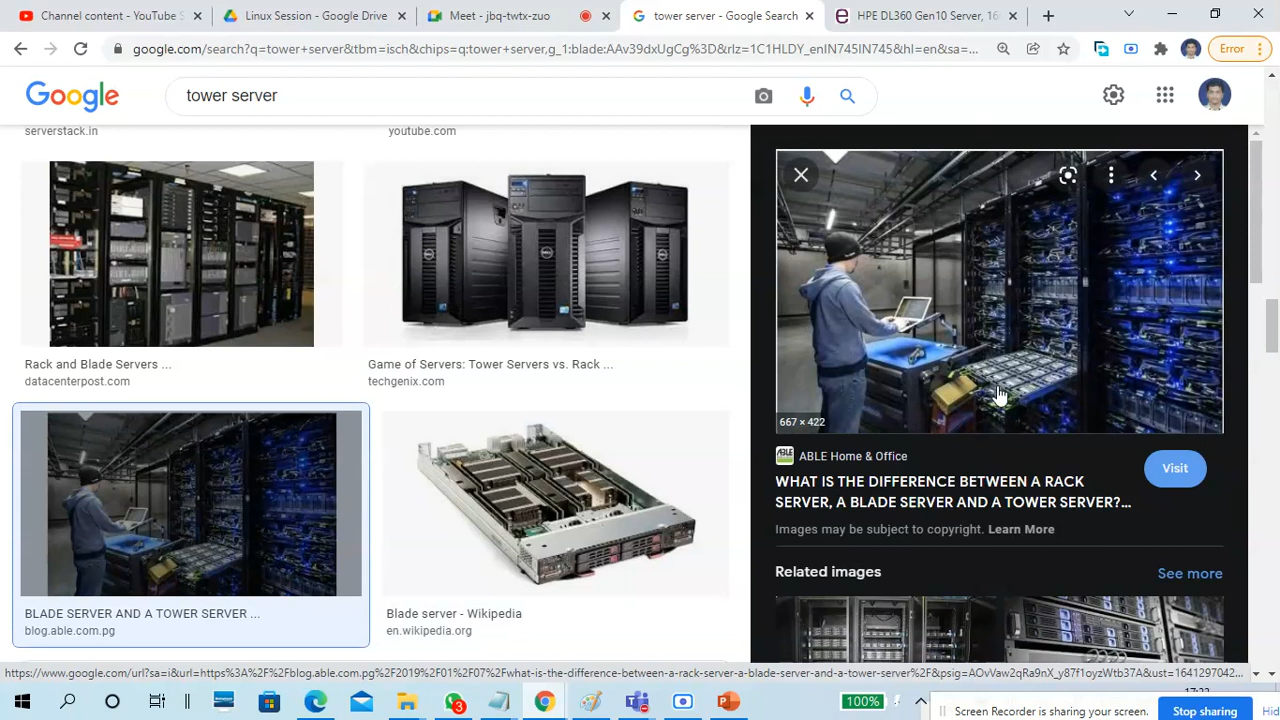 Channel content - YouTube S
Linux Session - Google Drive
Meet - jbq-twtx-zuo
tower server - Google Search
HPE DL360 Gen10 Server, 16
google.com/search?q=tower+server&tbm=isch&chips=q:tower+server,g_1:blade:AAv39dxUgCg%3D&rlz=1C1HLDY_enIN745IN745&hl=en&sa=...
Error
Google
tower server
serverstack.in
youtube.com
Rack and Blade Servers ...
datacenterpost.com
Game of Servers: Tower Servers vs. Rack ...
techgenix.com
BLADE SERVER AND A TOWER SERVER ...
blog.able.com.pg
Blade server - Wikipedia
en.wikipedia.org
667 × 422
ABLE Home & Office
WHAT IS THE DIFFERENCE BETWEEN A RACK
SERVER, A BLADE SERVER AND A TOWER SERVER?...
Visit
Images may be subject to copyright. Learn More
Related images
See more
100%
3
Screen Recorder is sharing your screen.
Stop sharing
Hid